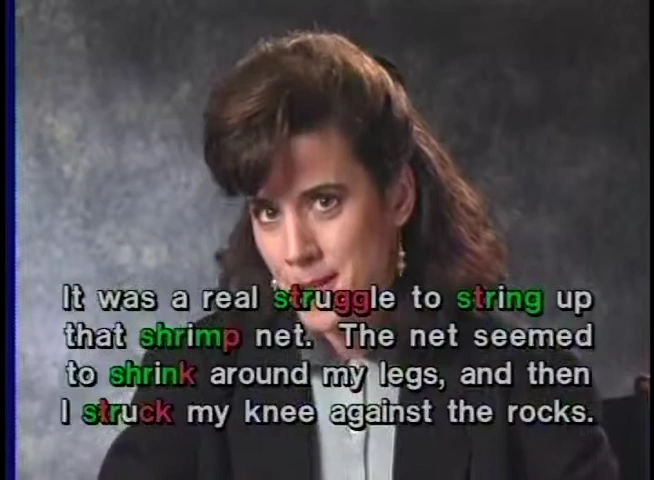 It was a real struggle to string up
that shrimp net. The net seemed
to shrink around my legs, and then
I struck my knee against the rocks.